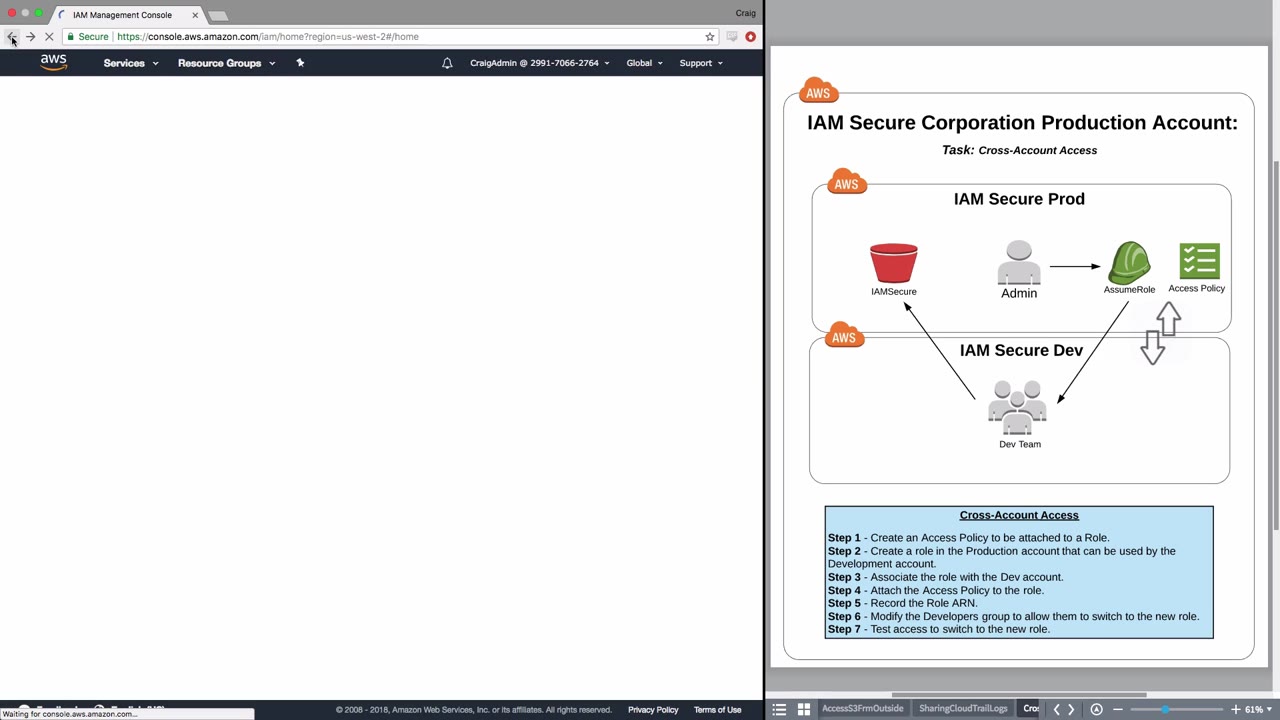 IAM Management Console
Craig
Secure
https://console.aws.amazon.com/iam/home?region=us-west-2#/home
aws
Services
Resource Groups
CraigAdmin @ 2991-7066-2764
Global
Support
Waiting for console.aws.amazon.com...
© 2008 - 2018, Amazon Web Services, Inc. or its affiliates. All rights reserved.
Privacy Policy
Terms of Use
AWS
IAM Secure Corporation Production Account:
Task: Cross-Account Access
AWS
IAM Secure Prod
IAMSecure
Admin
AssumeRole
Access Policy
AWS
IAM Secure Dev
Dev Team
Cross-Account Access
Step 1 - Create an Access Policy to be attached to a Role.
Step 2 - Create a role in the Production account that can be used by the
Development account.
Step 3 - Associate the role with the Dev account.
Step 4 - Attach the Access Policy to the role.
Step 5 - Record the Role ARN.
Step 6 - Modify the Developers group to allow them to switch to the new role.
Step 7 - Test access to switch to the new role.
AccessS3FrmOutside
SharingCloudTrailLogs
Cros
61%